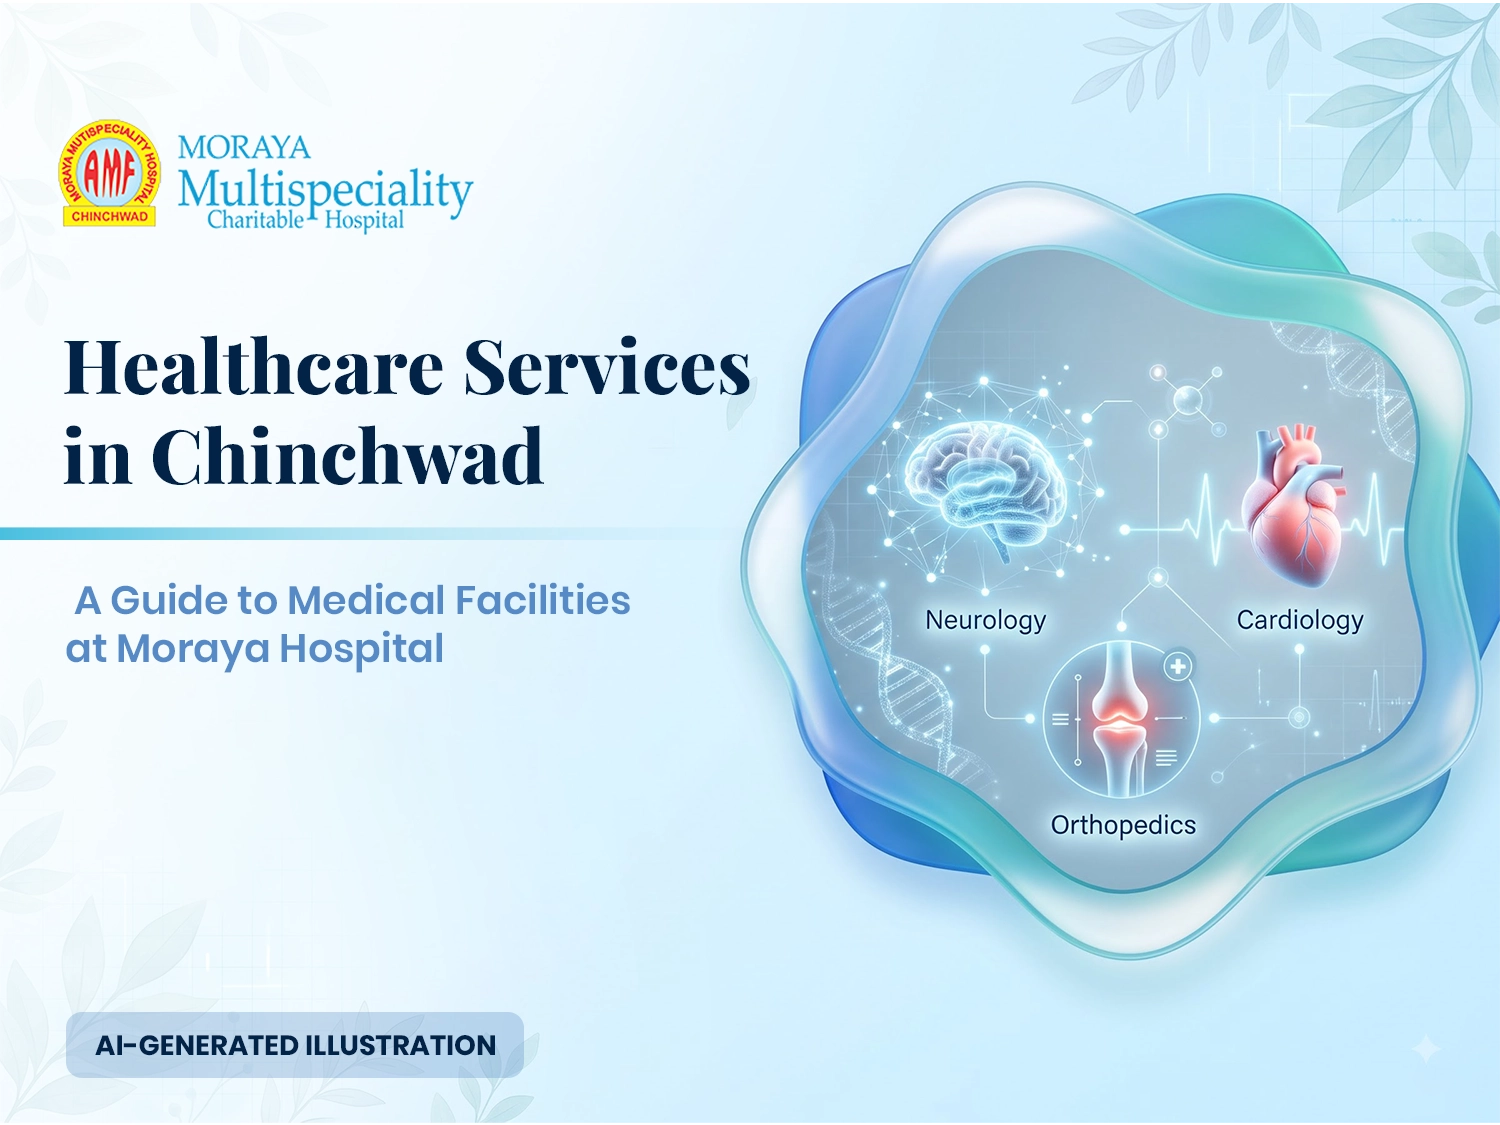 MORAYA MUTISPECIALITY HOSPITAL
AMF
CHINCHWAD
MORAYA
Multispeciality
Charitable Hospital
Healthcare Services
in Chinchwad
A Guide to Medical Facilities
at Moraya Hospital
Neurology
Cardiology
Orthopedics
AI-GENERATED ILLUSTRATION